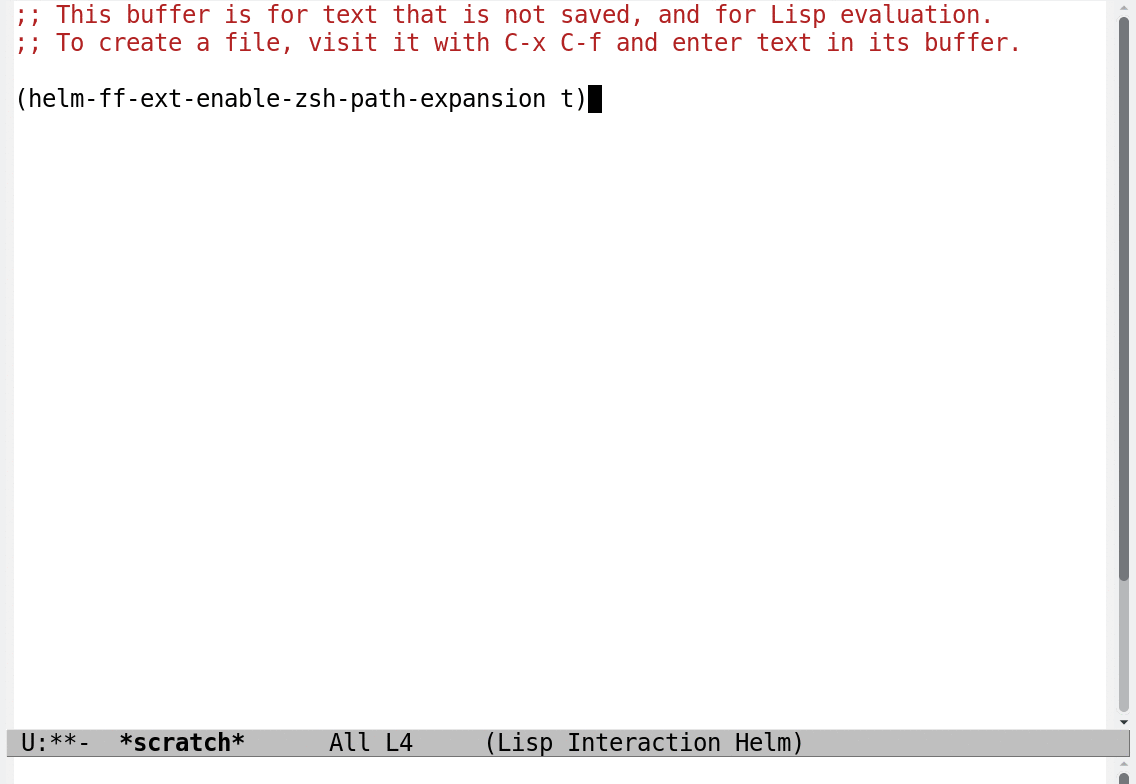 ;; This buffer is for text that is not saved, and for Lisp evaluation.
;; To create a file, visit it with C-x C-f and enter text in its buffer.
(helm-ff-ext-enable-zsh-path-expansion t)
U:**-  *scratch*      All L4     (Lisp Interaction Helm)